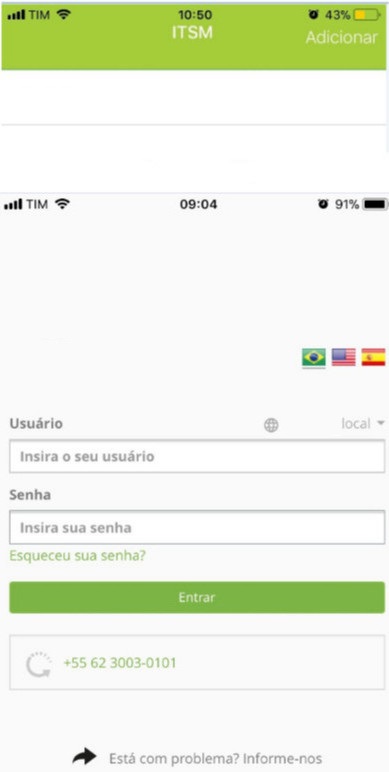 TIM 10:50 43%
ITSM Adicionar
TIM 09:04 91%
Usuário local
Insira o seu usuário
Senha
Insira sua senha
Esqueceu sua senha?
Entrar
+55 62 3003-0101
Está com problema? Informe-nos